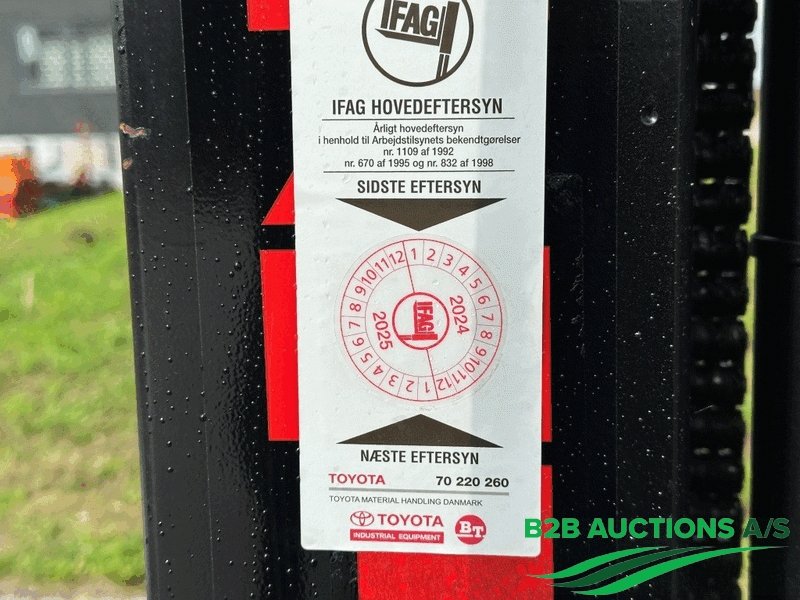 IFAG
IFAG HOVEDEFTERSYN
Årligt hovedeftersyn
i henhold til Arbejdstilsynets bekendtgørelser
nr. 1109 af 1992
nr. 670 af 1995 og nr. 832 af 1998
SIDSTE EFTERSYN
1 2 3 4 5 6 7 8 9 10 11 12
2024
IFAG
2025
1 2 3 4 5 6 7 8 9 10 11 12
NÆSTE EFTERSYN
TOYOTA 70 220 260
TOYOTA MATERIAL HANDLING DANMARK
TOYOTA BT
INDUSTRIAL EQUIPMENT
B2B AUCTIONS A/S